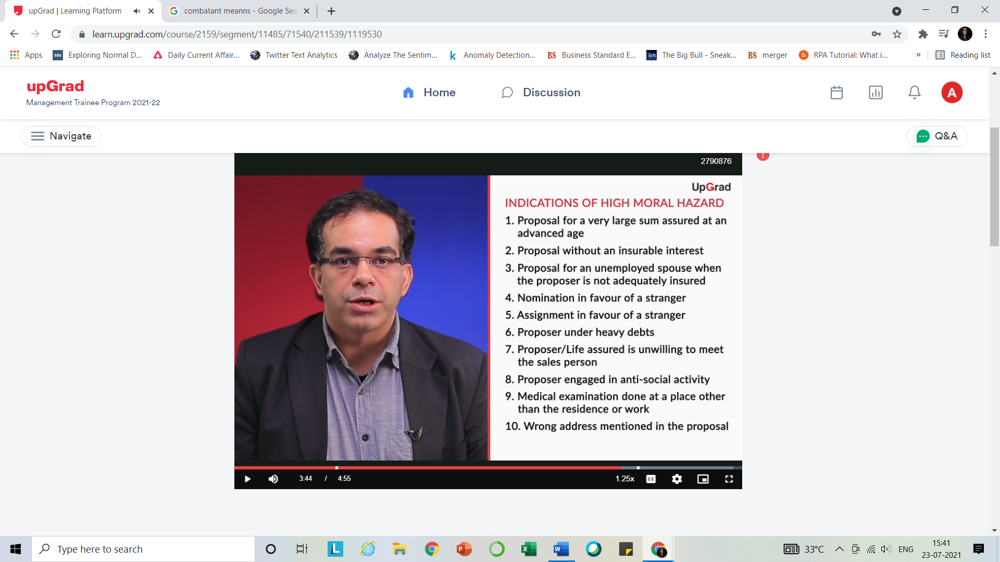 upGrad | Learning Platform
combatant meanns - Google Sea
learn.upgrad.com/course/2159/segment/11485/71540/211539/1119530
Apps
tds Exploring Normal D...
Daily Current Affair...
Twitter Text Analytics
Analyze The Sentim...
k Anomaly Detection...
BS Business Standard E...
Dh The Big Bull - Sneak...
BS merger
RPA Tutorial: What i...
»
Reading list
upGrad
Management Trainee Program 2021-22
Home
Discussion
A
Navigate
Q&A
2790876
UpGrad
INDICATIONS OF HIGH MORAL HAZARD
1. Proposal for a very large sum assured at an
advanced age
2. Proposal without an insurable interest
3. Proposal for an unemployed spouse when
the proposer is not adequately insured
4. Nomination in favour of a stranger
5. Assignment in favour of a stranger
6. Proposer under heavy debts
7. Proposer/Life assured is unwilling to meet
the sales person
8. Proposer engaged in anti-social activity
9. Medical examination done at a place other
than the residence or work
10. Wrong address mentioned in the proposal
3:44 / 4:55
1.25x
CC
Type here to search
33°C
ENG
15:41
23-07-2021